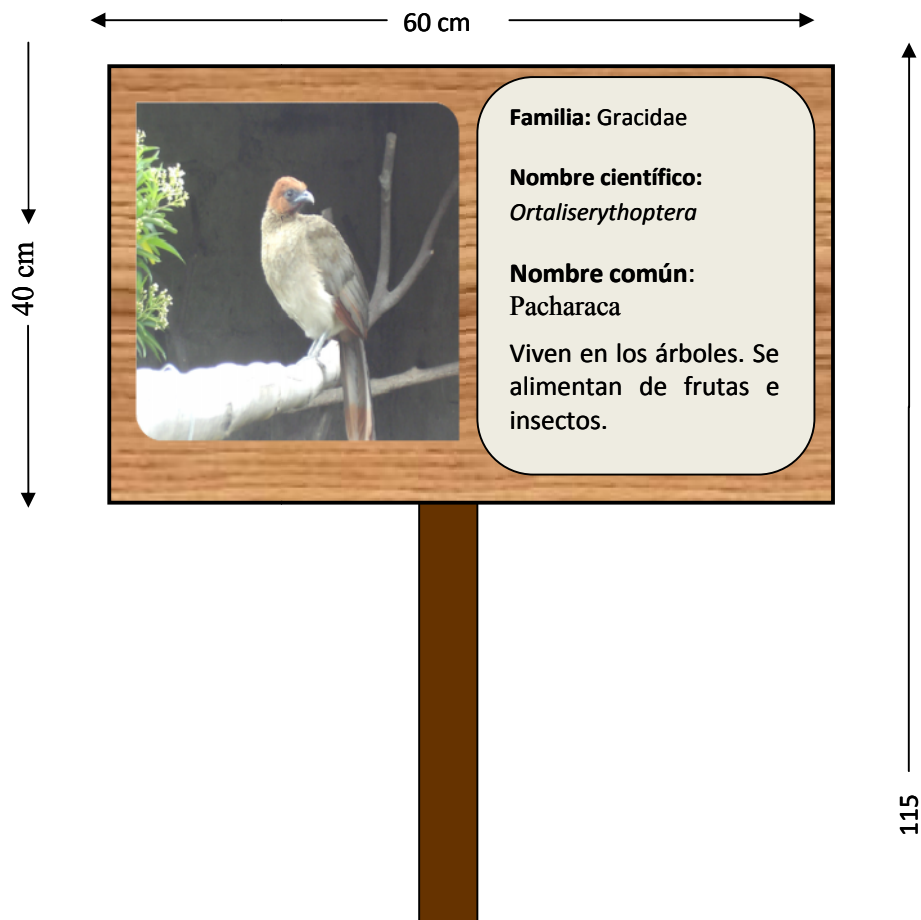 60 cm
40 cm
115
Familia: Gracidae
Nombre científico:
Ortaliserythoptera
Nombre común:
Pacharaca
Viven en los árboles. Se
alimentan de frutas e
insectos.